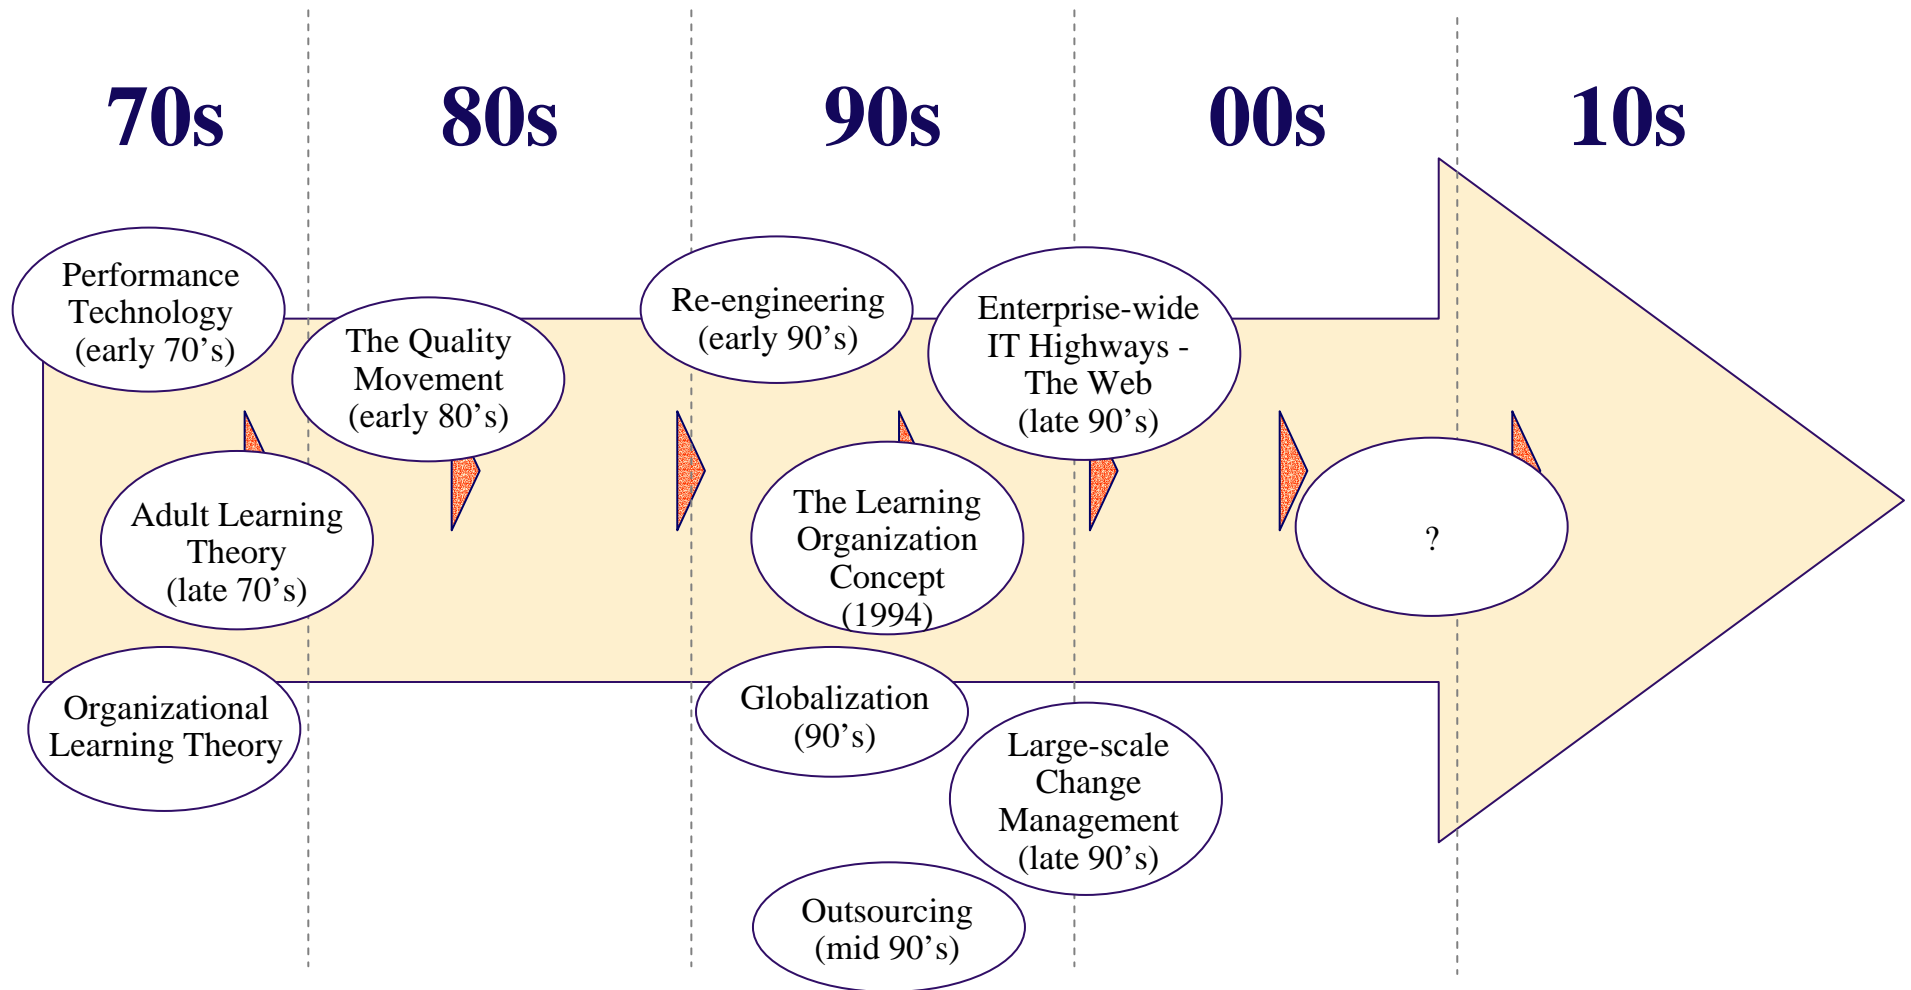 70s
80s
90s
00s
10s
Performance
Technology
(early 70’s)
The Quality
Movement
(early 80’s)
Re-engineering
(early 90’s)
Enterprise-wide
IT Highways -
The Web
(late 90’s)
Adult Learning
Theory
(late 70’s)
The Learning
Organization
Concept
(1994)
?
Organizational
Learning Theory
Globalization
(90’s)
Large-scale
Change
Management
(late 90’s)
Outsourcing
(mid 90’s)